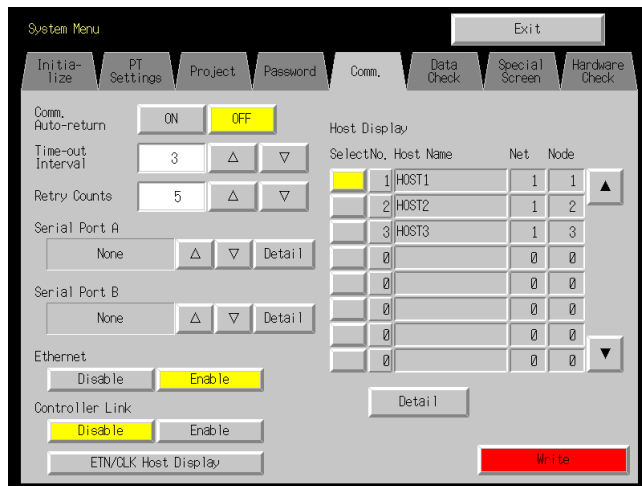 System Menu
Exit
Initia-
lize
PT
Settings
Project
Password
Comm.
Data
Check
Special
Screen
Hardware
Check
Comm.
Auto-return
ON
OFF
Time-out
Interval
3
△
▽
Retry Counts
5
△
▽
Serial Port A
None
△
▽
Detail
Serial Port B
None
△
▽
Detail
Ethernet
Disable
Enable
Controller Link
Disable
Enable
ETN/CLK Host Display
Host Display
Select No. Host Name Net Node
1 HOST1 1 1
2 HOST2 1 2
3 HOST3 1 3
0 0 0
0 0 0
0 0 0
0 0 0
0 0 0
▲
▼
Detail
Write